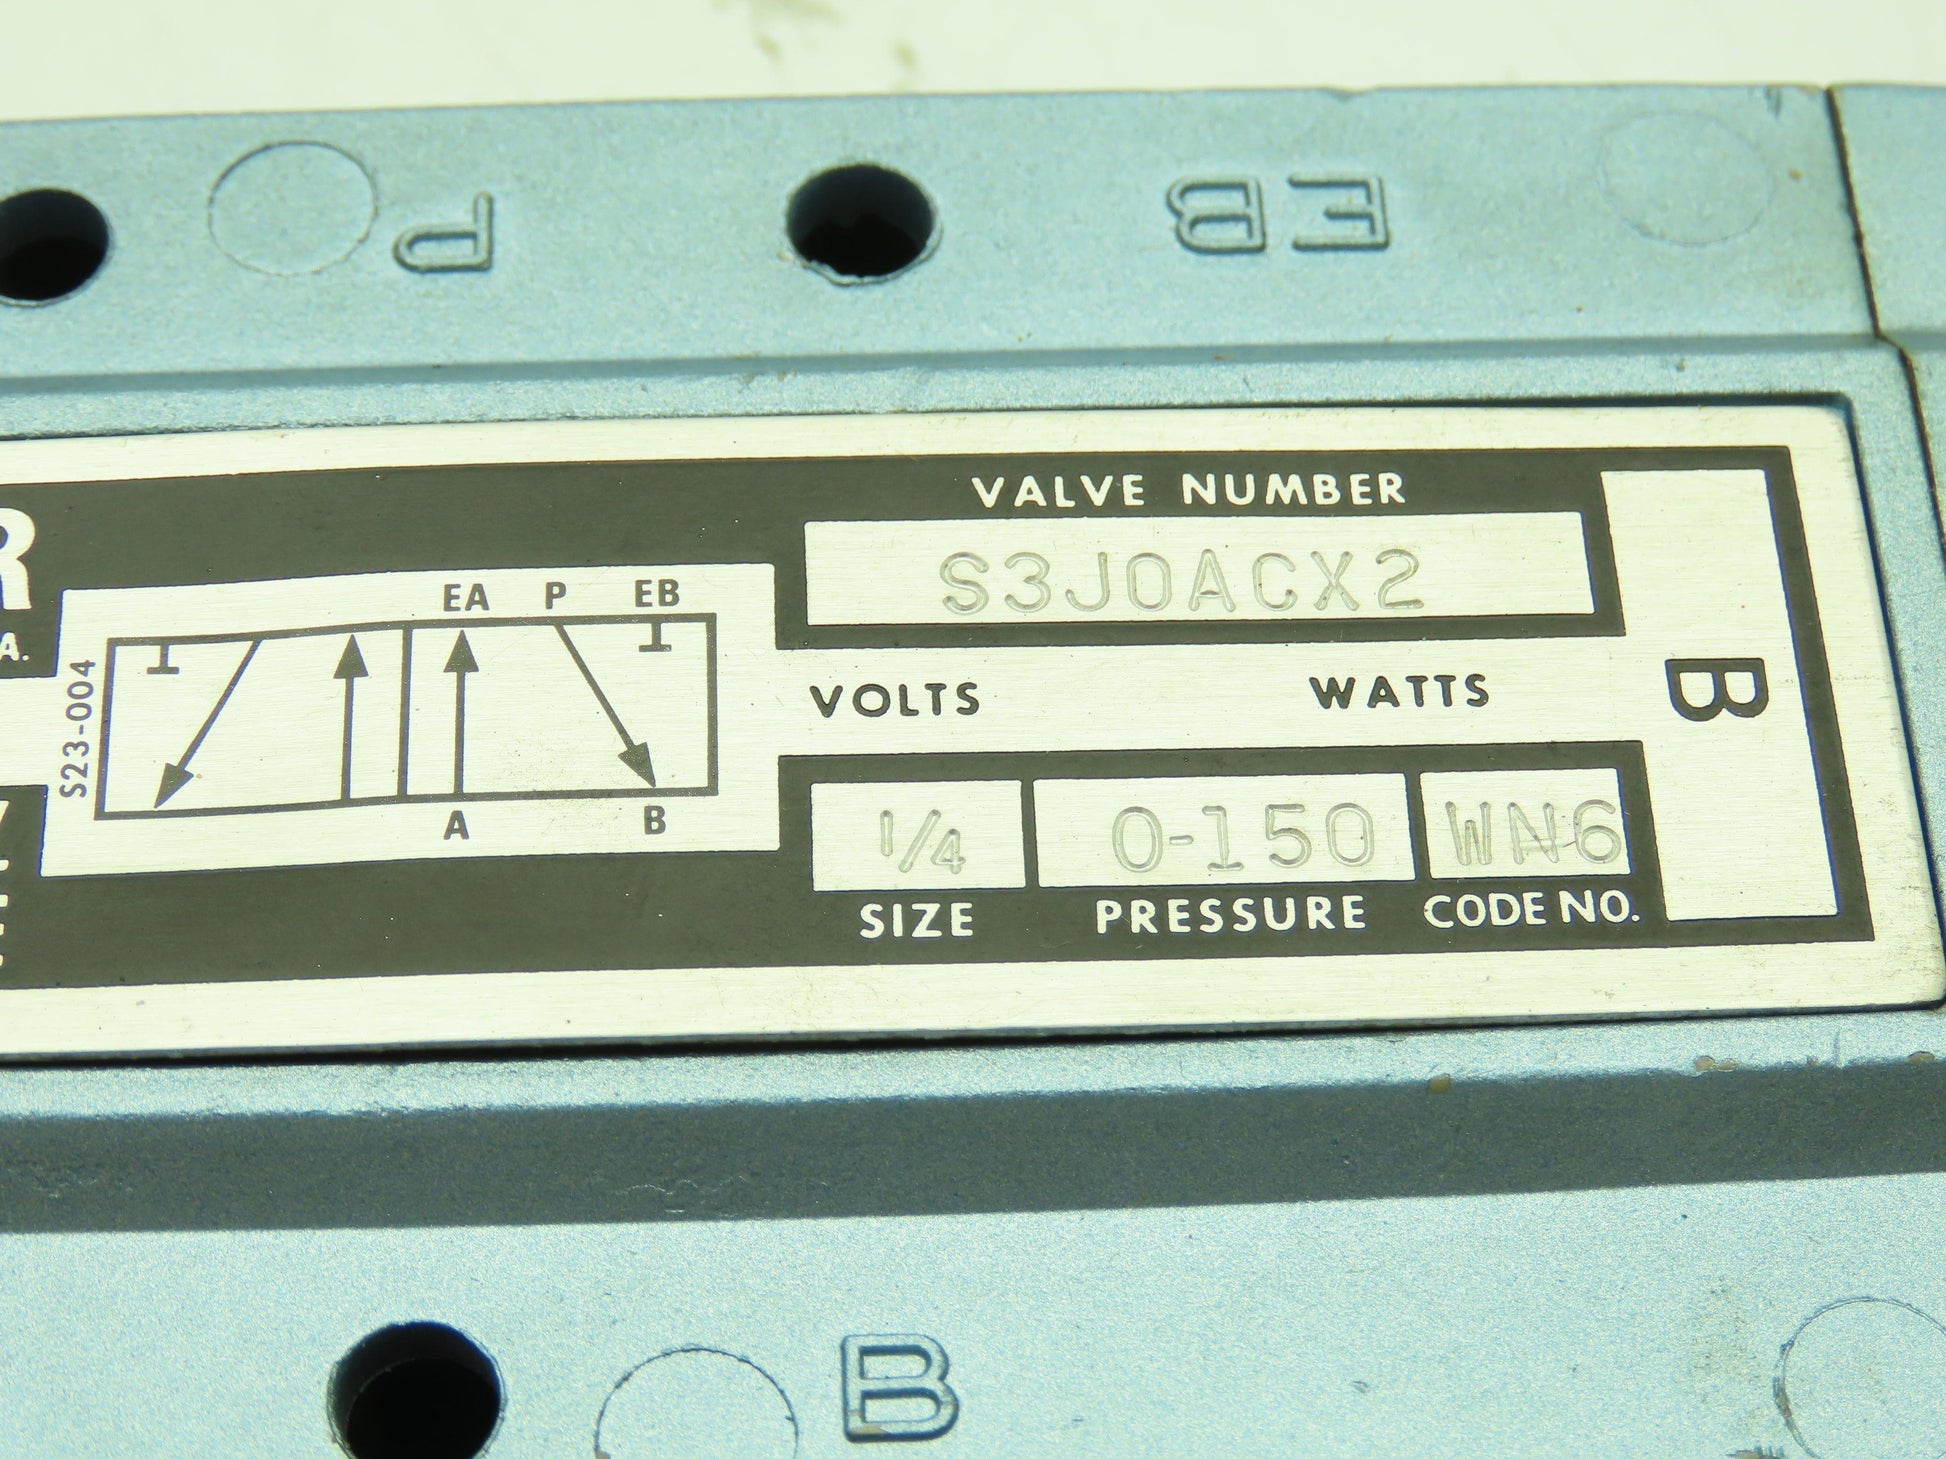 P EB
VALVE NUMBER
S3J0ACX2
R
A.
EA P EB
S23-004
VOLTS WATTS
B
A B
1/4 0-150 WN6
SIZE PRESSURE CODE NO.
B